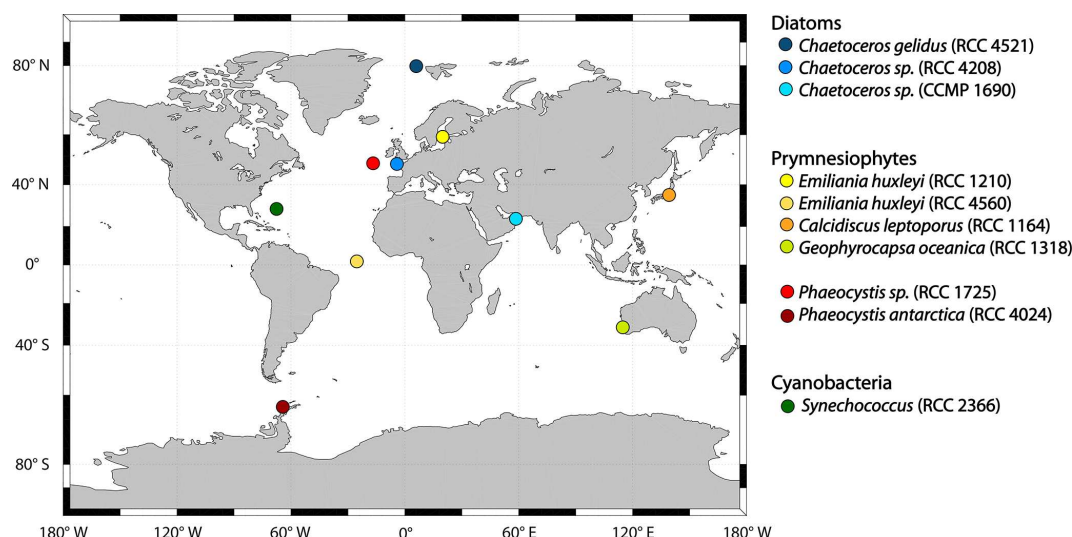 Diatoms
Chaetoceros gelidus (RCC 4521)
Chaetoceros sp. (RCC 4208)
Chaetoceros sp. (CCMP 1690)
Prymnesiophytes
Emiliania huxleyi (RCC 1210)
Emiliania huxleyi (RCC 4560)
Calcidiscus leptoporus (RCC 1164)
Geophyrocapsa oceanica (RCC 1318)
Phaeocystis sp. (RCC 1725)
Phaeocystis antarctica (RCC 4024)
Cyanobacteria
Synechococcus (RCC 2366)
80° N
40° N
0°
40° S
80° S
180° W
120° W
60° W
0°
60° E
120° E
180° W